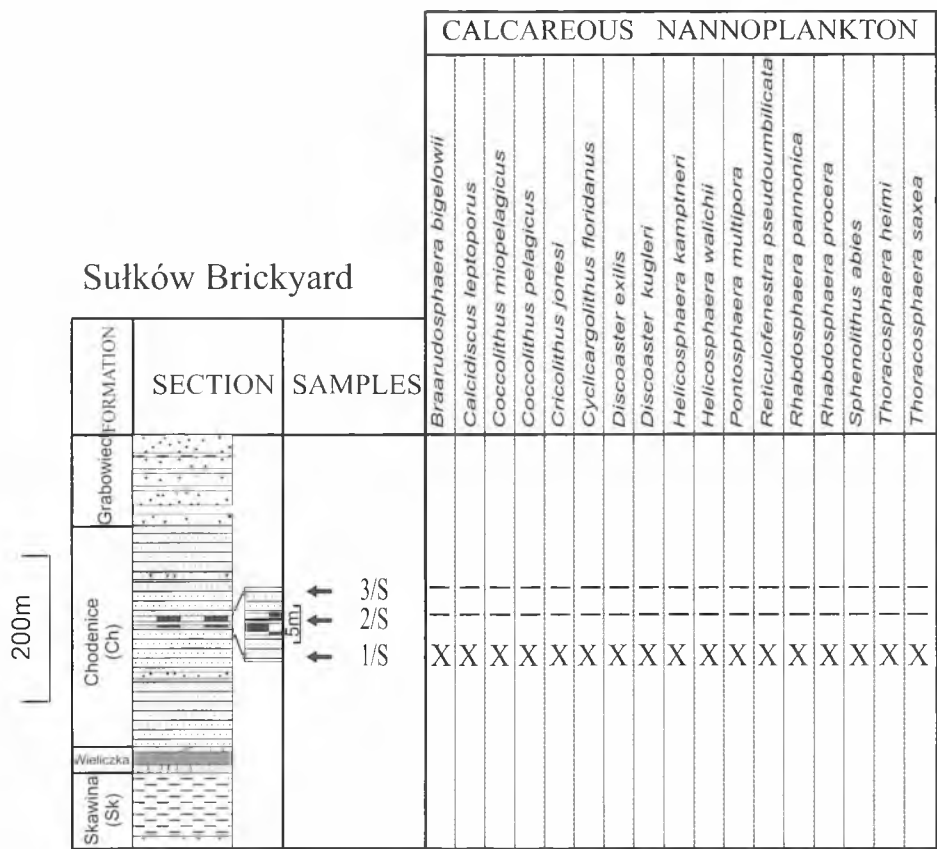 CALCAREOUS NANNOPLANKTON
Braarudosphaera bigelowii
Calcidiscus leptoporus
Coccolithus miopelagicus
Coccolithus pelagicus
Cricolithus jonesi
Cyclicargolithus floridanus
Discoaster exilis
Discoaster kugleri
Helicosphaera kamptneri
Helicosphaera walichii
Pontosphaera multipora
Reticulofenestra pseudoumbilicata
Rhabdosphaera pannonica
Rhabdosphaera procera
Sphenolithus abies
Thoracosphaera heimi
Thoracosphaera saxea
Sułków Brickyard
FORMATION
SECTION
SAMPLES
Grabowiec
Chodenice
(Ch)
Wieliczka
Skawina
(Sk)
200m
5m
3/S
2/S
1/S
X X X X X X X X X X X X X X X X X